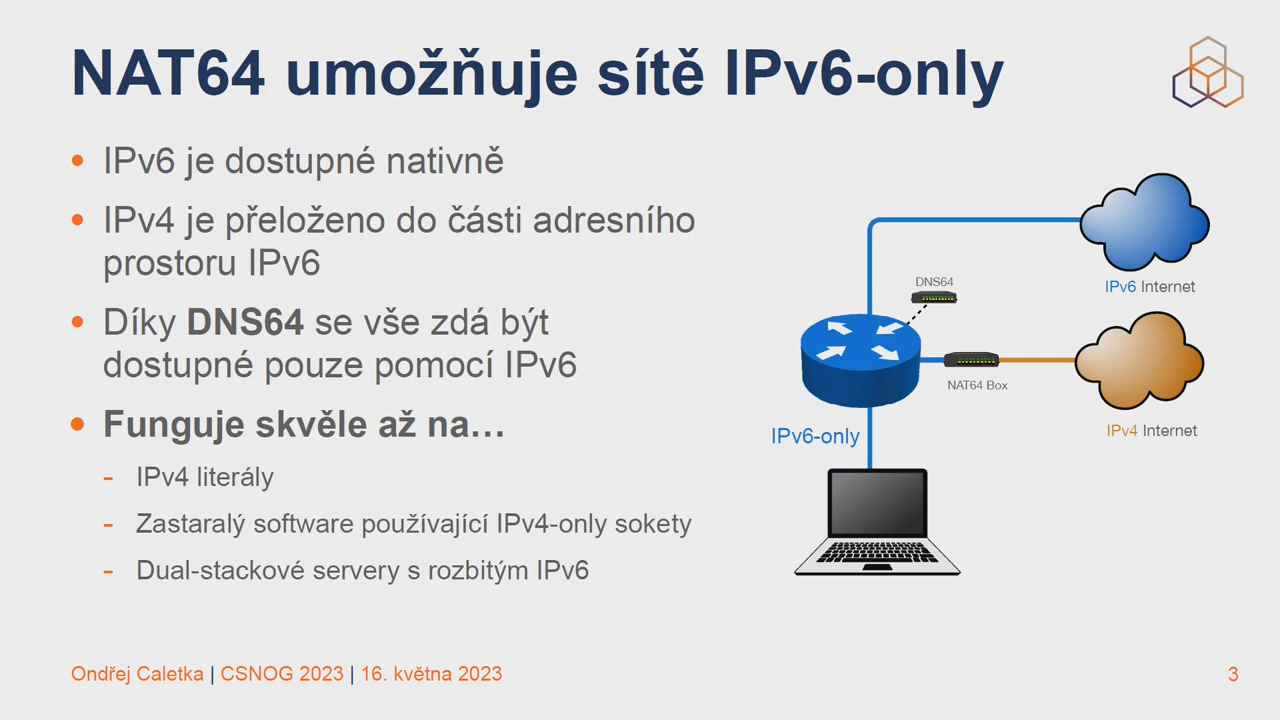 NAT64 umožňuje sítě IPv6-only
• IPv6 je dostupné nativně
• IPv4 je přeloženo do části adresního
prostoru IPv6
• Díky DNS64 se vše zdá být
dostupné pouze pomocí IPv6
• Funguje skvěle až na…
- IPv4 literály
- Zastaralý software používající IPv4-only sokety
- Dual-stackové servery s rozbitým IPv6
DNS64
IPv6 Internet
NAT64 Box
IPv6-only
IPv4 Internet
Ondřej Caletka | CSNOG 2023 | 16. května 2023
3